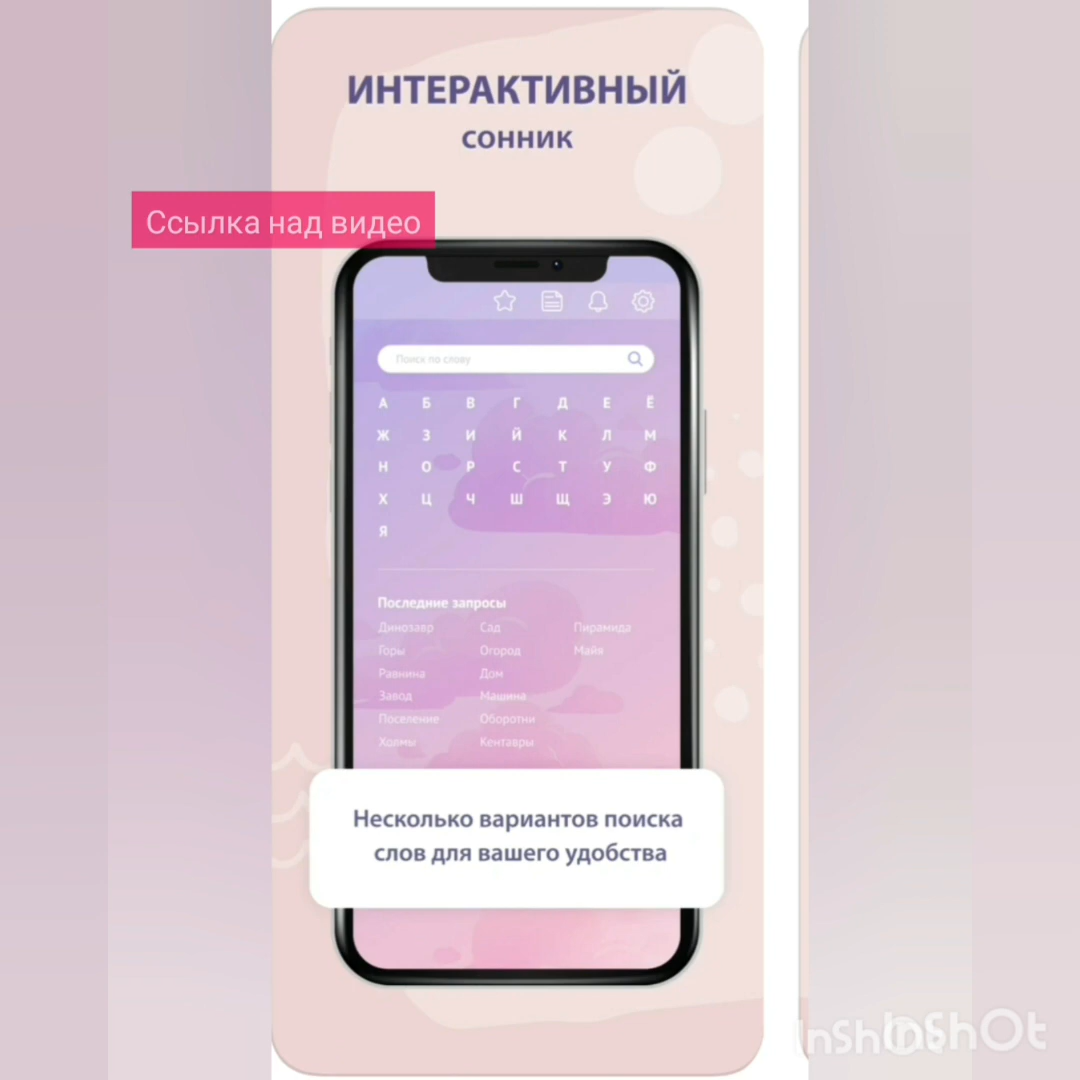 ИНТЕРАКТИВНЫЙ
СОННИК
Ссылка над видео
Поиск по слову
А Б В Г Д Е Ё
Ж З И Й К Л М
Н О Р С Т У Ф
Х Ц Ч Ш Щ Э Ю
Я
Последние запросы
Динозавр Сад Пирамида
Горы Огород Майя
Равнина Дом
Завод Машина
Поселение Оборотни
Холмы Кентавры
Несколько вариантов поиска
слов для вашего удобства
InShOt